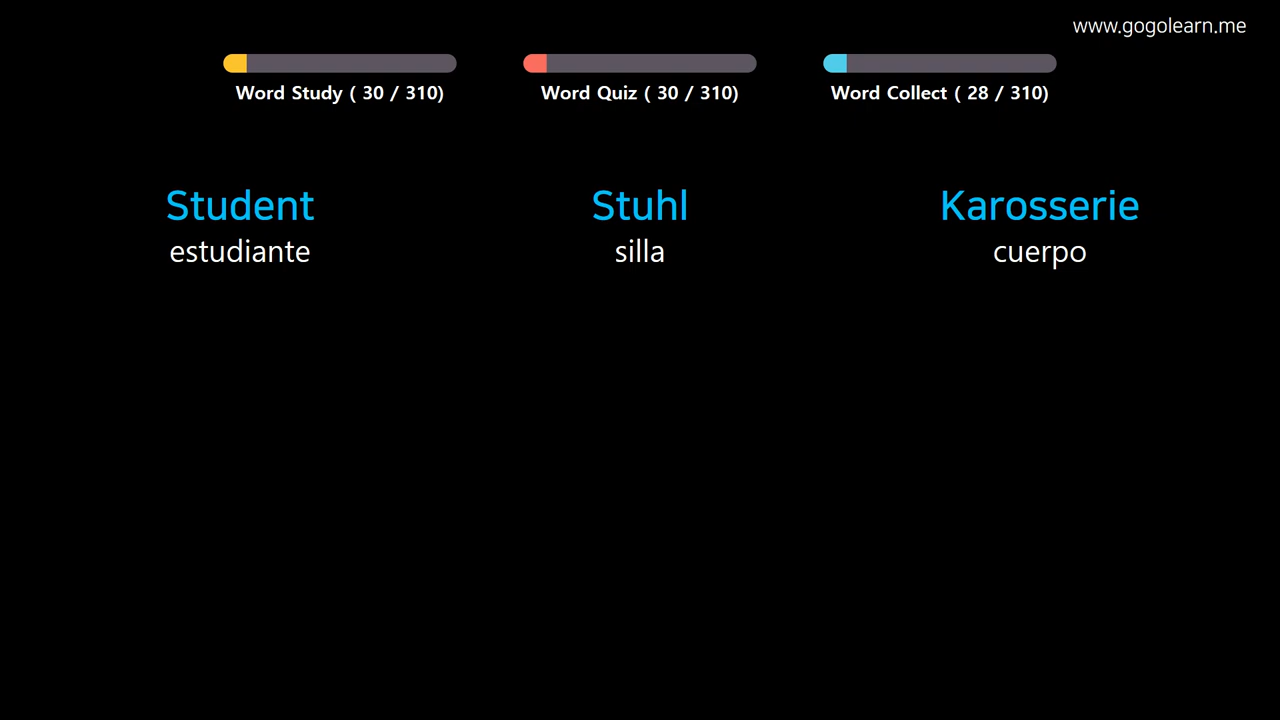 www.gogolearn.me
Word Study ( 30 / 310)
Word Quiz ( 30 / 310)
Word Collect ( 28 / 310)
Student
estudiante
Stuhl
silla
Karosserie
cuerpo